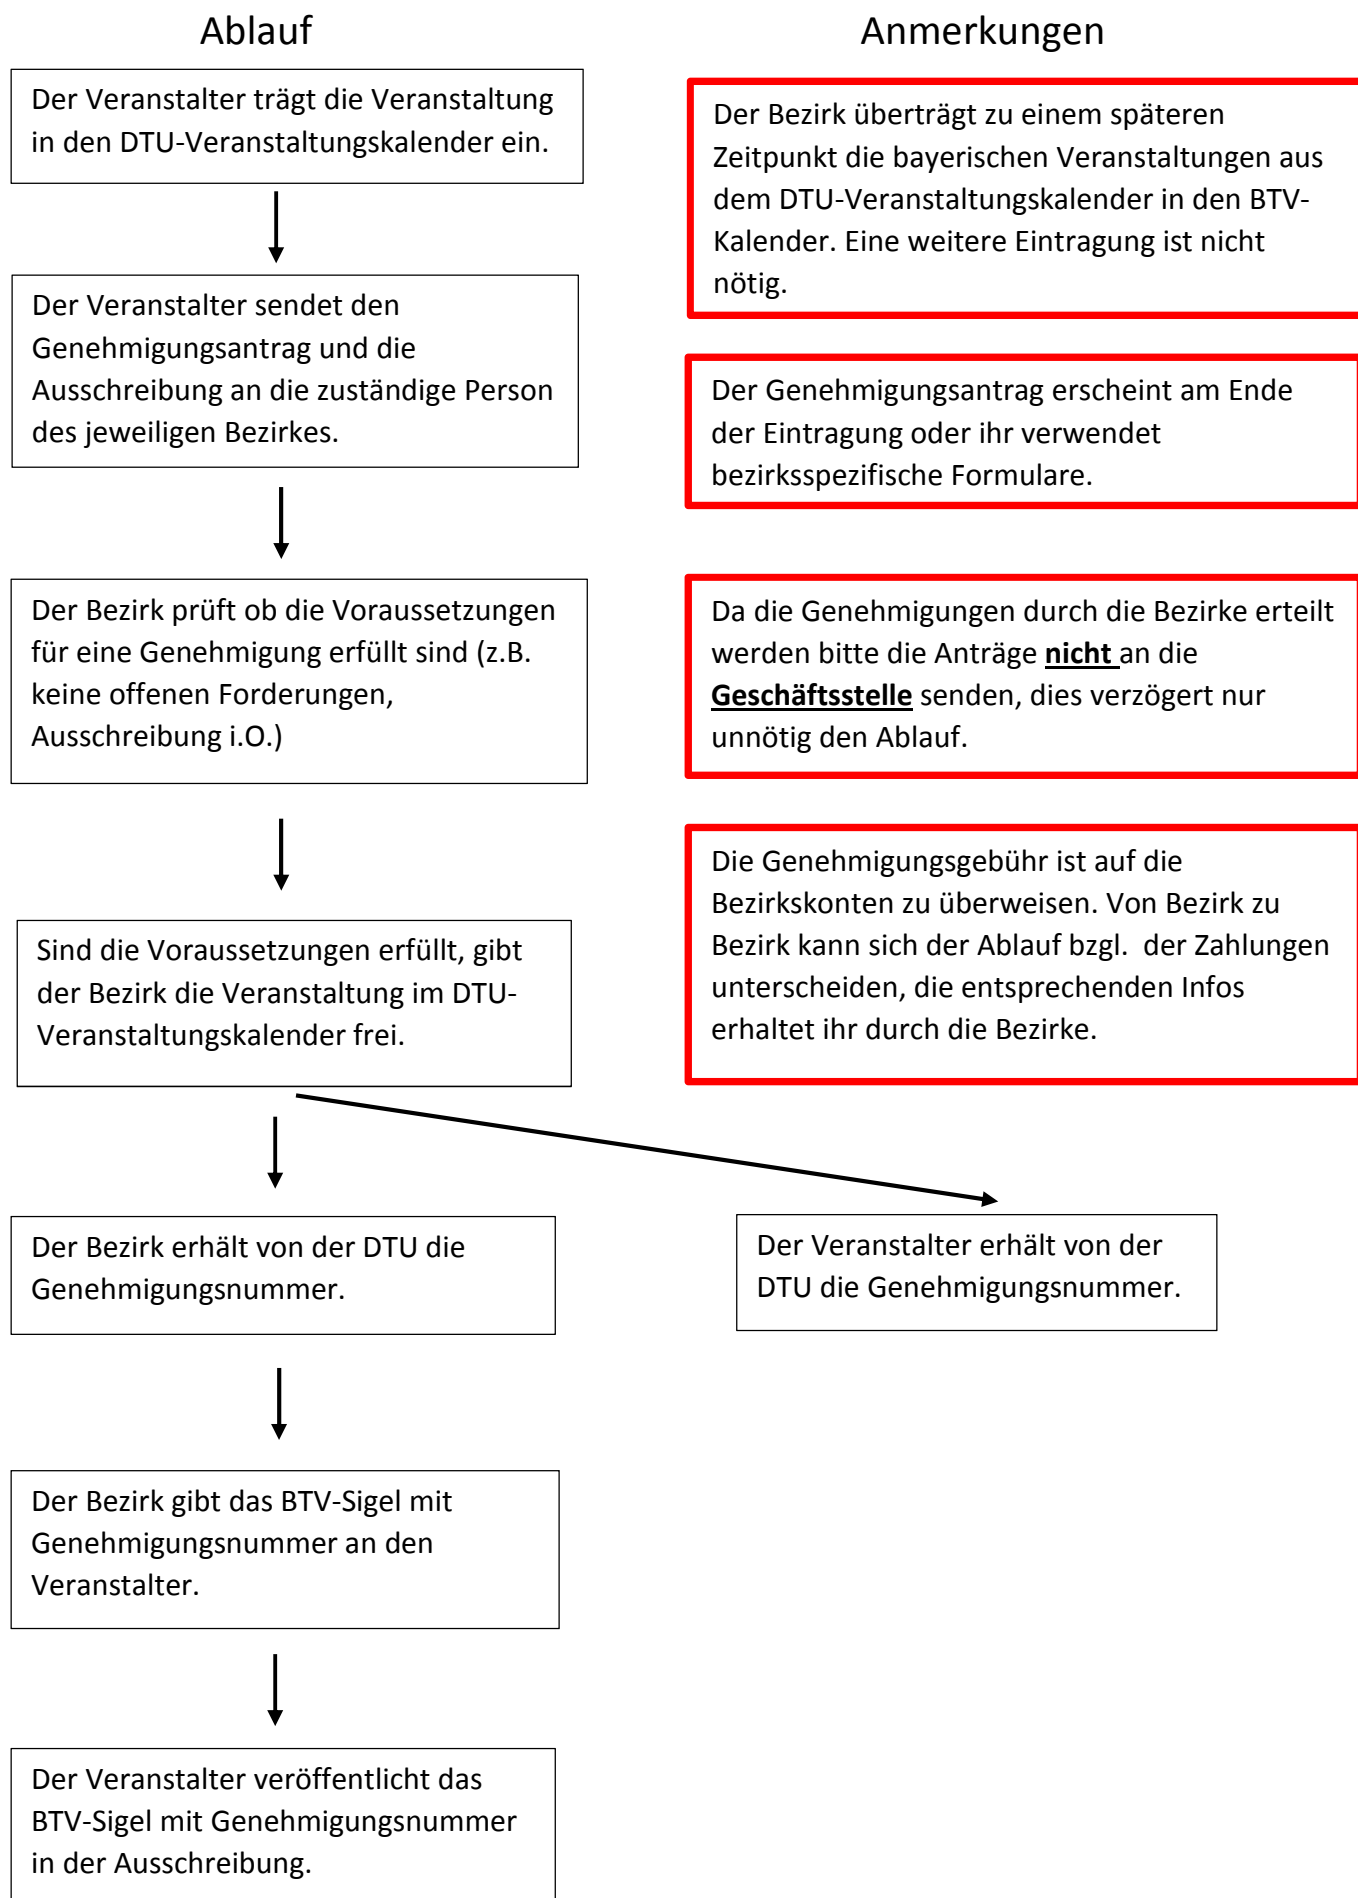 Ablauf
Der Veranstalter trägt die Veranstaltung
in den DTU-Veranstaltungskalender ein.
Der Veranstalter sendet den
Genehmigungsantrag und die
Ausschreibung an die zuständige Person
des jeweiligen Bezirkes.
Der Bezirk prüft ob die Voraussetzungen
für eine Genehmigung erfüllt sind (z.B.
keine offenen Forderungen,
Ausschreibung i.O.)
Sind die Voraussetzungen erfüllt, gibt
der Bezirk die Veranstaltung im DTU-
Veranstaltungskalender frei.
Der Bezirk erhält von der DTU die
Genehmigungsnummer.
Der Bezirk gibt das BTV-Sigel mit
Genehmigungsnummer an den
Veranstalter.
Der Veranstalter veröffentlicht das
BTV-Sigel mit Genehmigungsnummer
in der Ausschreibung.
Anmerkungen
Der Bezirk überträgt zu einem späteren
Zeitpunkt die bayerischen Veranstaltungen aus
dem DTU-Veranstaltungskalender in den BTV-
Kalender. Eine weitere Eintragung ist nicht
nötig.
Der Genehmigungsantrag erscheint am Ende
der Eintragung oder ihr verwendet
bezirksspezifische Formulare.
Da die Genehmigungen durch die Bezirke erteilt
werden bitte die Anträge nicht an die
Geschäftsstelle senden, dies verzögert nur
unnötig den Ablauf.
Die Genehmigungsgebühr ist auf die
Bezirkskonten zu überweisen. Von Bezirk zu
Bezirk kann sich der Ablauf bzgl.  der Zahlungen
unterscheiden, die entsprechenden Infos
erhaltet ihr durch die Bezirke.
Der Veranstalter erhält von der
DTU die Genehmigungsnummer.